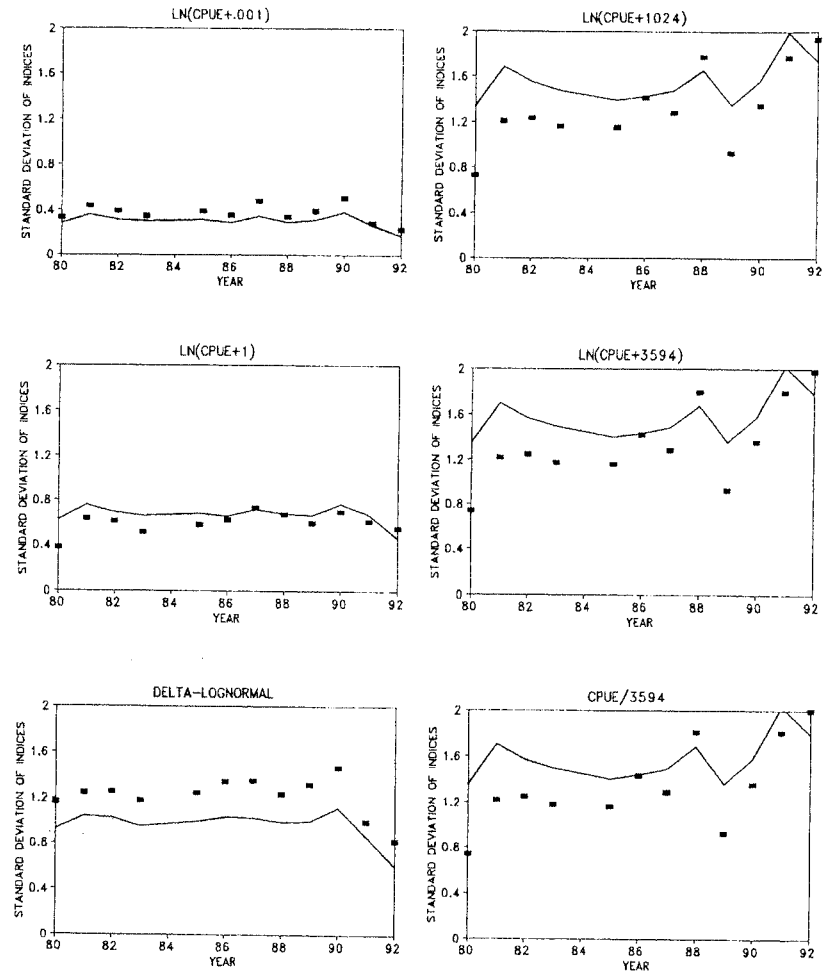 LN(CPUE+.001)
2
1.6
1.2
0.8
0.4
0
STANDARD DEVIATION OF INDICES
80 82 84 86 88 90 92
YEAR
LN(CPUE+1024)
2
1.6
1.2
0.8
0.4
0
STANDARD DEVIATION OF INDICES
80 82 84 86 88 90 92
YEAR
LN(CPUE+1)
2
1.6
1.2
0.8
0.4
0
STANDARD DEVIATION OF INDICES
80 82 84 86 88 90 92
YEAR
LN(CPUE+3594)
2
1.6
1.2
0.8
0.4
0
STANDARD DEVIATION OF INDICES
80 82 84 86 88 90 92
YEAR
DELTA-LOGNORMAL
2
1.6
1.2
0.8
0.4
0
STANDARD DEVIATION OF INDICES
80 82 84 86 88 90 92
YEAR
CPUE/3594
2
1.6
1.2
0.8
0.4
0
STANDARD DEVIATION OF INDICES
80 82 84 86 88 90 92
YEAR